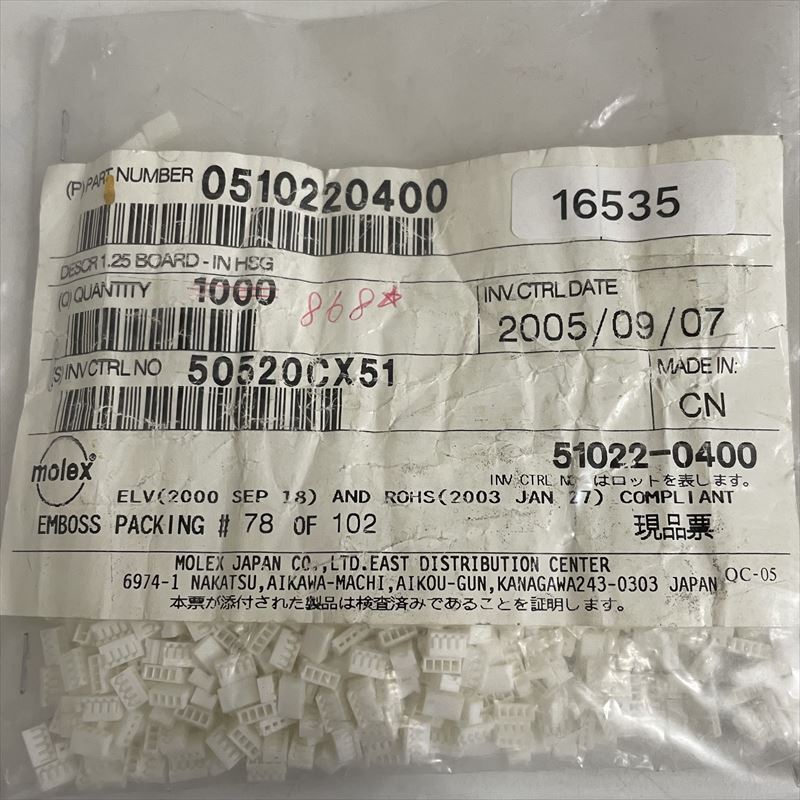 (P) PART NUMBER 0510220400
16535
DESCR 1.25 BOARD-IN HSG
(Q) QUANTITY 1000 868*
INV.CTRL DATE
2005/09/07
(S) INV CTRL NO 50520CX51
MADE IN:
CN
molex
51022-0400
INV CTRL NO はロットを表します。
ELV(2000 SEP 18) AND ROHS(2003 JAN 27) COMPLIANT
EMBOSS PACKING # 78 OF 102
現品票
MOLEX JAPAN CO.,LTD.EAST DISTRIBUTION CENTER
6974-1 NAKATSU,AIKAWA-MACHI,AIKOU-GUN,KANAGAWA243-0303 JAPAN
QC-05
本票が添付された製品は検査済みであることを証明します。